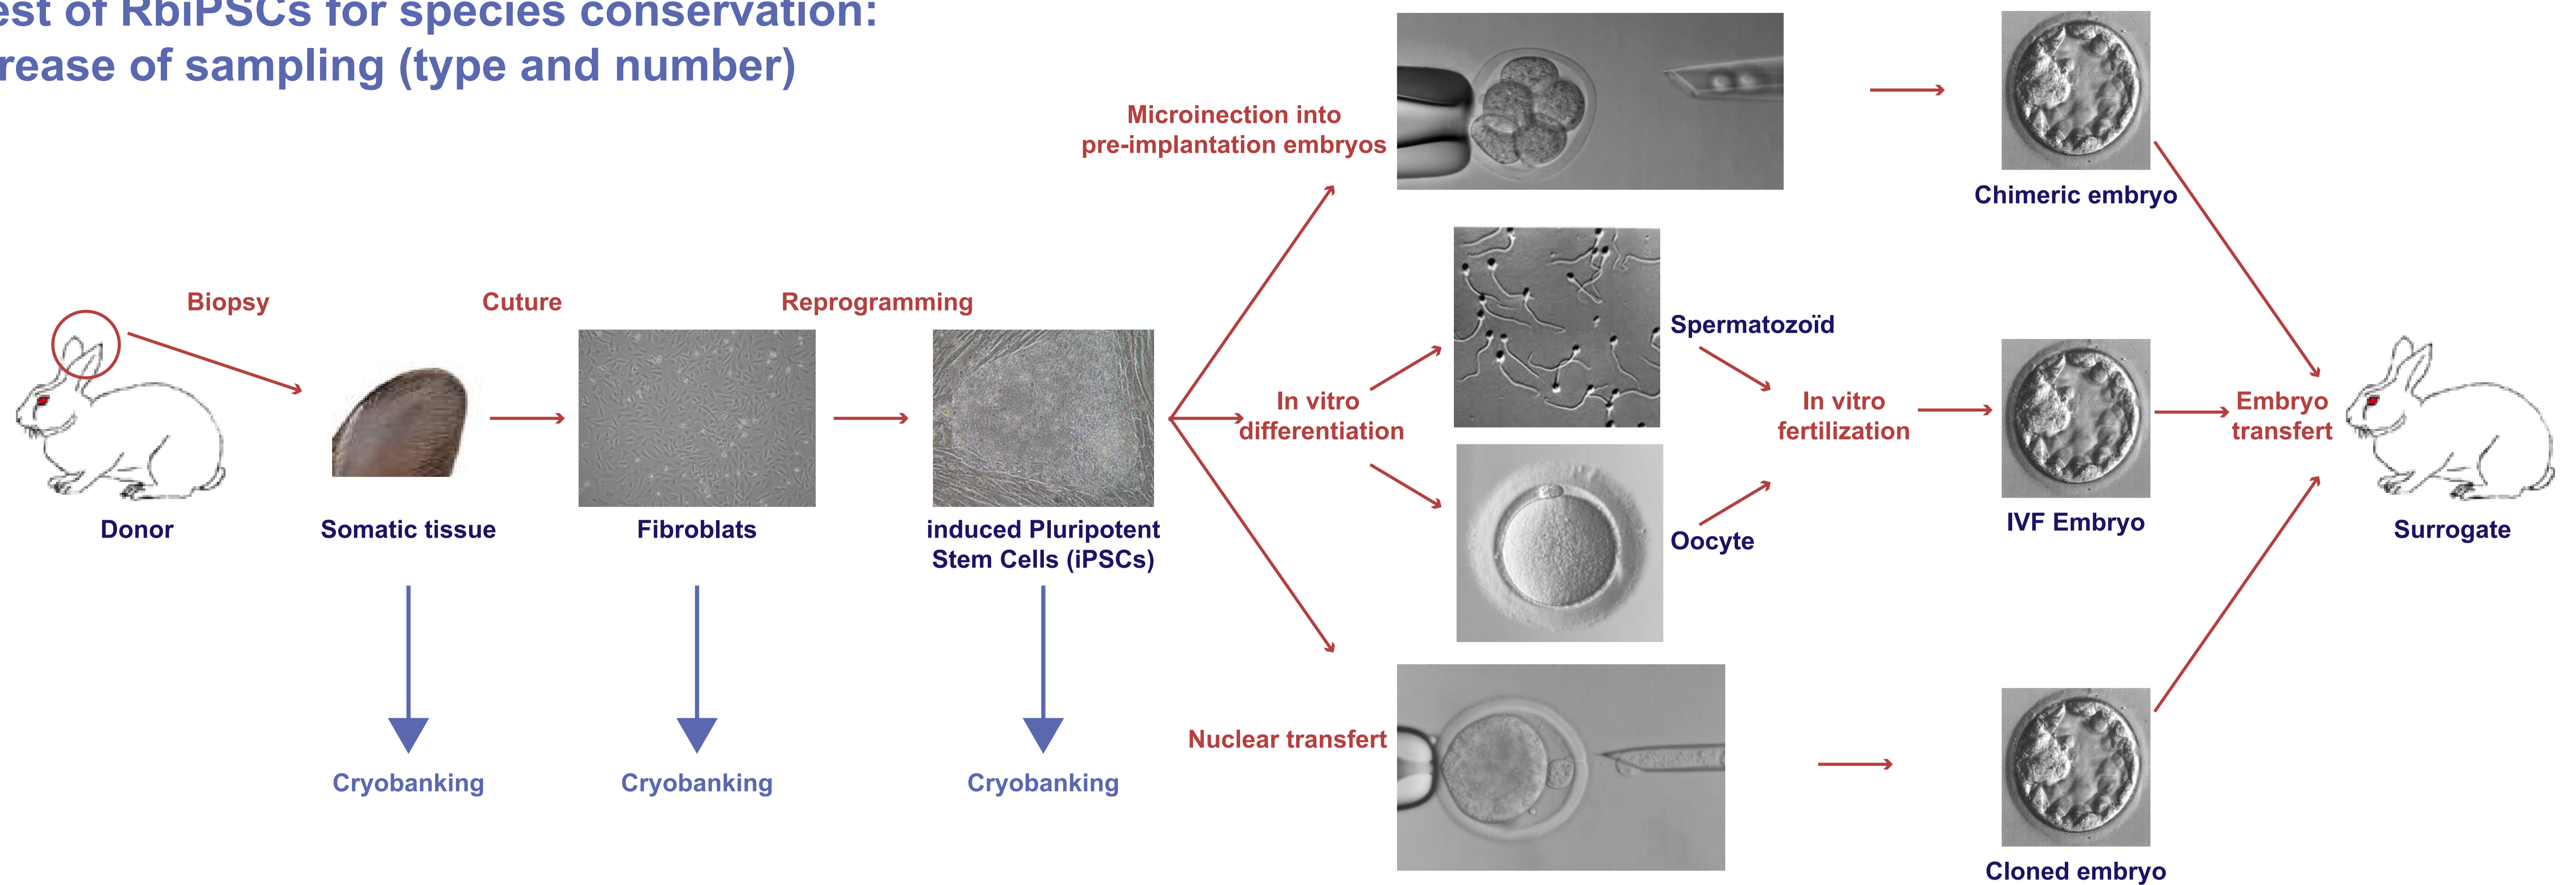 est of RbiPSCs for species conservation:
rease of sampling (type and number)
Microinection into
pre-implantation embryos
Chimeric embryo
Biopsy
Cuture
Reprogramming
Spermatozoïd
In vitro
differentiation
In vitro
fertilization
Embryo
transfert
Donor
Somatic tissue
Fibroblats
induced Pluripotent
Stem Cells (iPSCs)
Oocyte
IVF Embryo
Surrogate
Nuclear transfert
Cryobanking
Cryobanking
Cryobanking
Cloned embryo